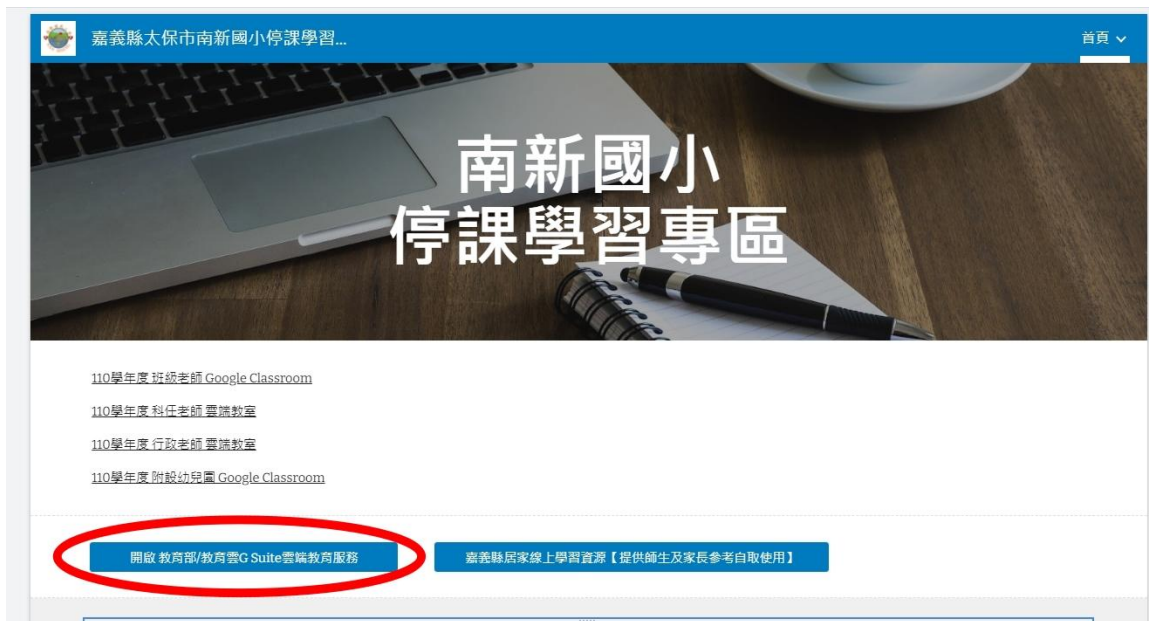 嘉義縣太保市南新國小停課學習...
首頁
南新國小
停課學習專區
110學年度 班級老師 Google Classroom
110學年度 科任老師 雲端教室
110學年度 行政老師 雲端教室
110學年度 附設幼兒園 Google Classroom
開啟 教育部/教育雲G Suite雲端教育服務
嘉義縣居家線上學習資源【提供師生及家長參考自取使用】